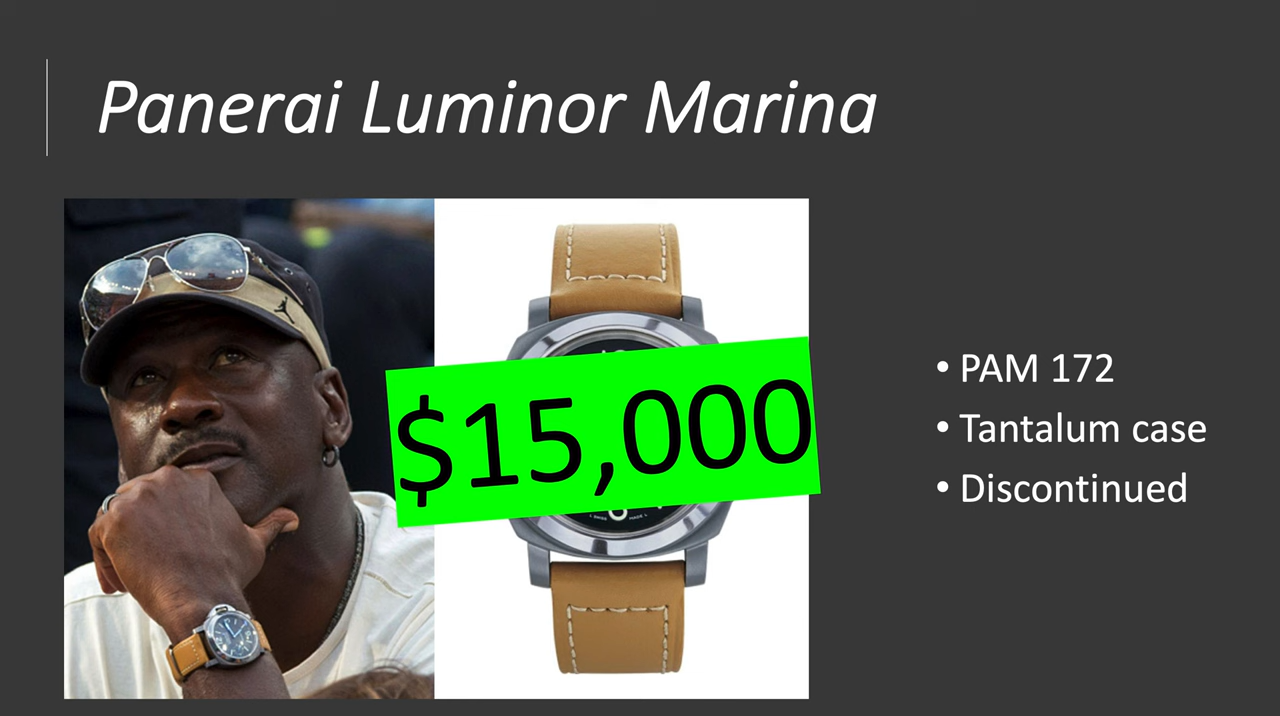 Panerai Luminor Marina
$15,000
• PAM 172
• Tantalum case
• Discontinued